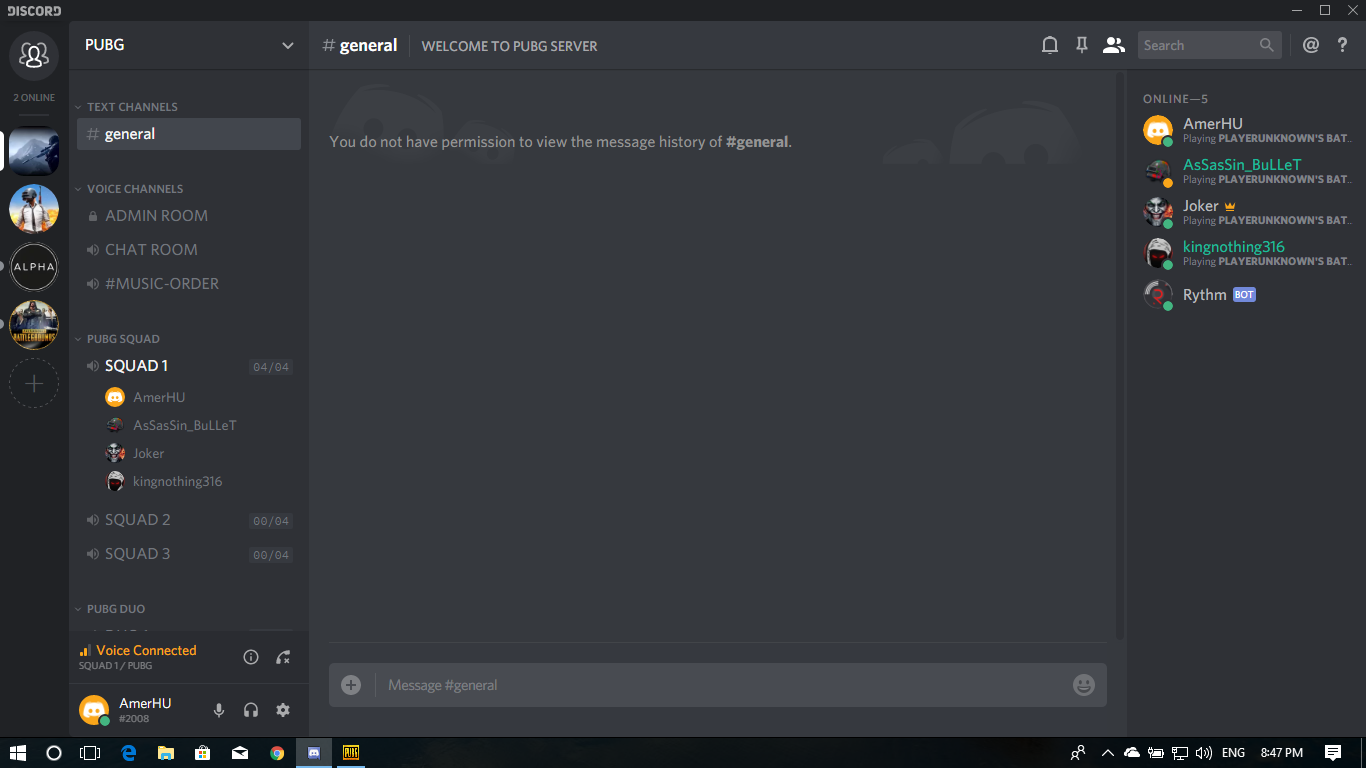 DISCORD
2 ONLINE
ALPHA
BATTLEGROUNDS
PUBG
TEXT CHANNELS
# general
VOICE CHANNELS
ADMIN ROOM
CHAT ROOM
#MUSIC-ORDER
PUBG SQUAD
SQUAD 1 04/04
AmerHU
AsSasSin_BuLLeT
Joker
kingnothing316
SQUAD 2 00/04
SQUAD 3 00/04
PUBG DUO
Voice Connected
SQUAD 1 / PUBG
AmerHU
#2008
# general WELCOME TO PUBG SERVER
Search
You do not have permission to view the message history of #general.
Message #general
ONLINE—5
AmerHU
Playing PLAYERUNKNOWN'S BAT...
AsSasSin_BuLLeT
Playing PLAYERUNKNOWN'S BAT...
Joker
Playing PLAYERUNKNOWN'S BAT...
kingnothing316
Playing PLAYERUNKNOWN'S BAT...
Rythm BOT
PUBG
ENG 8:47 PM